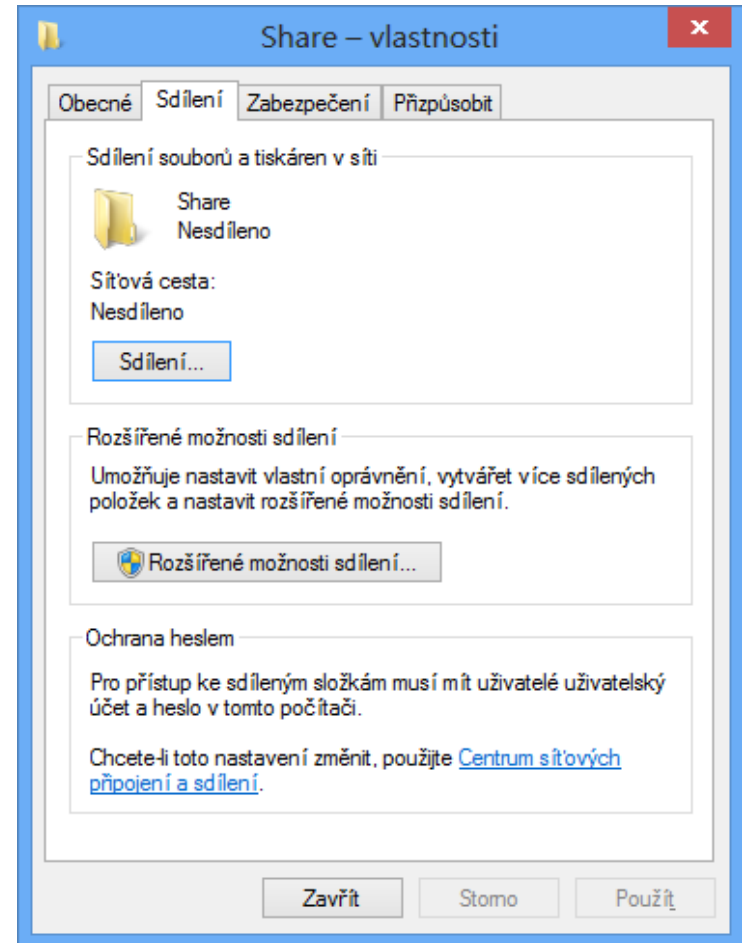 Share – vlastnosti
Obecné Sdílení Zabezpečení Přizpůsobit
Sdílení souborů a tiskáren v síti
Share
Nesdíleno
Síťová cesta:
Nesdíleno
Sdílení...
Rozšířené možnosti sdílení
Umožňuje nastavit vlastní oprávnění, vytvářet více sdílených
položek a nastavit rozšířené možnosti sdílení.
Rozšířené možnosti sdílení...
Ochrana heslem
Pro přístup ke sdíleným složkám musí mít uživatelé uživatelský
účet a heslo v tomto počítači.
Chcete-li toto nastavení změnit, použijte Centrum síťových
připojení a sdílení.
Zavřít Storno Použít